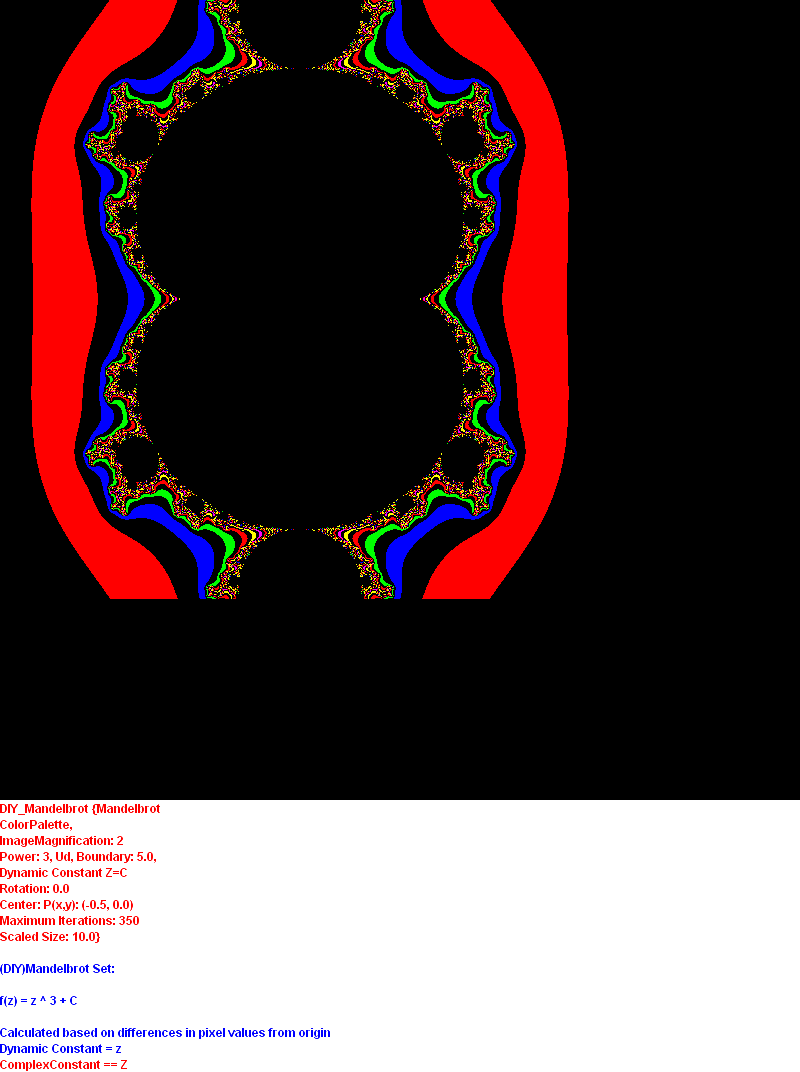 DIY_Mandelbrot {Mandelbrot
ColorPalette,
ImageMagnification: 2
Power: 3, Ud, Boundary: 5.0,
Dynamic Constant Z=C
Rotation: 0.0
Center: P(x,y): (-0.5, 0.0)
Maximum Iterations: 350
Scaled Size: 10.0}
(DIY)Mandelbrot Set:
f(z) = z ^ 3 + C
Calculated based on differences in pixel values from origin
Dynamic Constant = z
ComplexConstant == Z